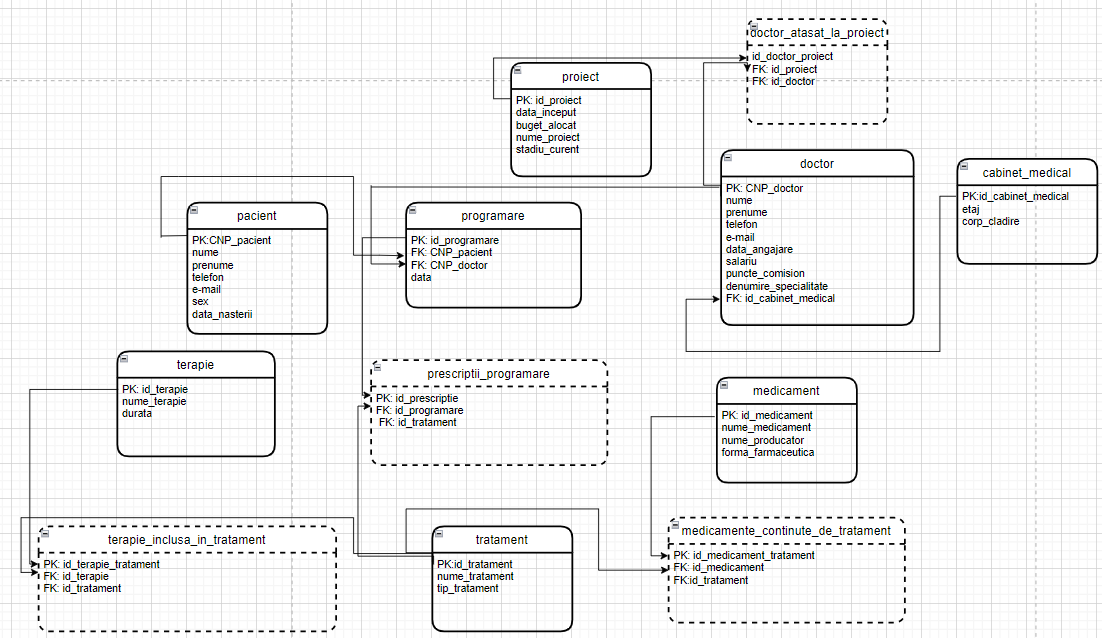 doctor_atasat_la_proiect
id_doctor_proiect
FK: id_proiect
FK: id_doctor
proiect
PK: id_proiect
data_inceput
buget_alocat
nume_proiect
stadiu_curent
doctor
PK: CNP_doctor
nume
prenume
telefon
e-mail
data_angajare
salariu
puncte_comision
denumire_specialitate
FK: id_cabinet_medical
cabinet_medical
PK:id_cabinet_medical
etaj
corp_cladire
pacient
PK:CNP_pacient
nume
prenume
telefon
e-mail
sex
data_nasterii
programare
PK: id_programare
FK: CNP_pacient
FK: CNP_doctor
data
terapie
PK: id_terapie
nume_terapie
durata
prescriptii_programare
PK: id_prescriptie
FK: id_programare
FK: id_tratament
medicament
PK: id_medicament
nume_medicament
nume_producator
forma_farmaceutica
terapie_inclusa_in_tratament
PK: id_terapie_tratament
FK: id_terapie
FK: id_tratament
tratament
PK:id_tratament
nume_tratament
tip_tratament
medicamente_continute_de_tratament
PK: id_medicament_tratament
FK: id_medicament
FK:id_tratament